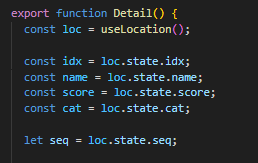 export function Detail() {
const loc = useLocation();
const idx = loc.state.idx;
const name = loc.state.name;
const score = loc.state.score;
const cat = loc.state.cat;
let seq = loc.state.seq;